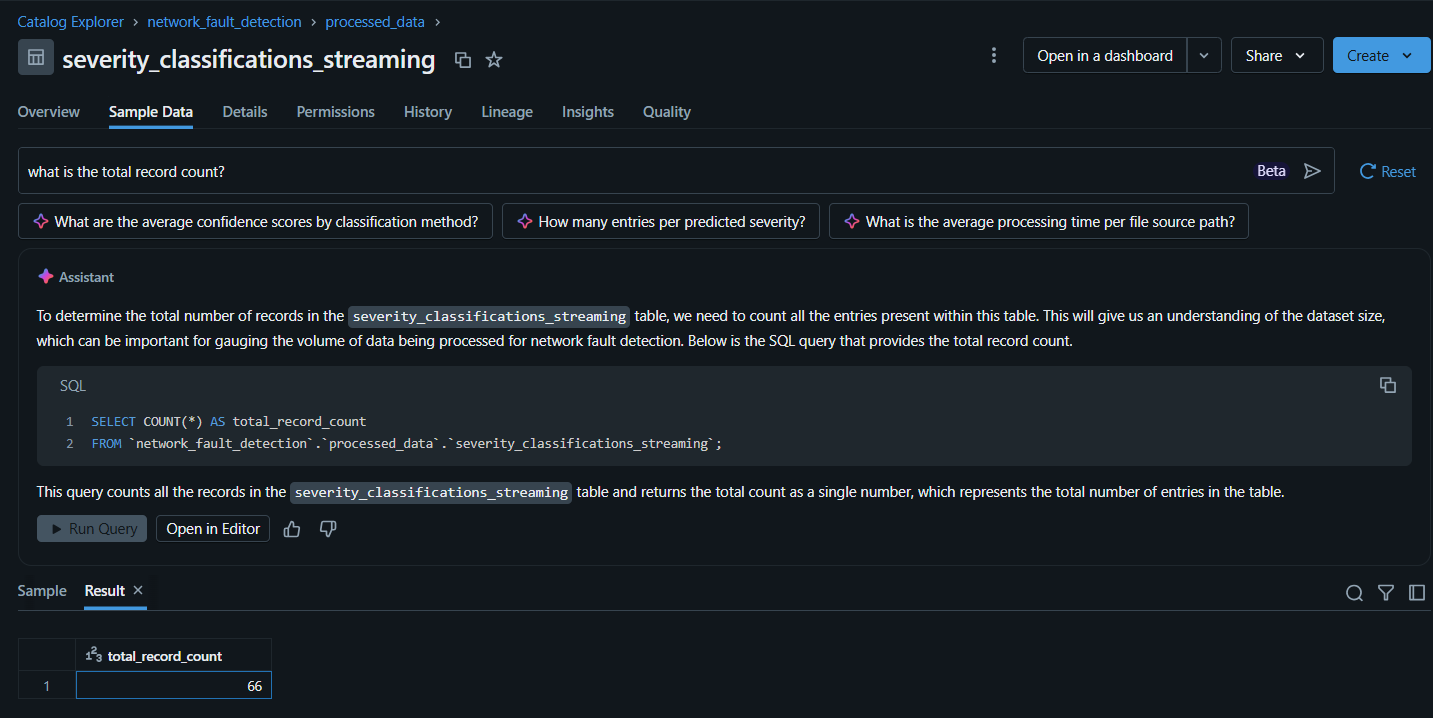 Catalog Explorer > network_fault_detection > processed_data >
severity_classifications_streaming
Open in a dashboard Share Create
Overview Sample Data Details Permissions History Lineage Insights Quality
what is the total record count? Beta Reset
What are the average confidence scores by classification method? How many entries per predicted severity? What is the average processing time per file source path?
Assistant
To determine the total number of records in the severity_classifications_streaming table, we need to count all the entries present within this table. This will give us an understanding of the dataset size,
which can be important for gauging the volume of data being processed for network fault detection. Below is the SQL query that provides the total record count.
SQL
1 SELECT COUNT(*) AS total_record_count
2 FROM `network_fault_detection`.`processed_data`.`severity_classifications_streaming`;
This query counts all the records in the severity_classifications_streaming table and returns the total count as a single number, which represents the total number of entries in the table.
Run Query Open in Editor
Sample Result
123 total_record_count
1 66